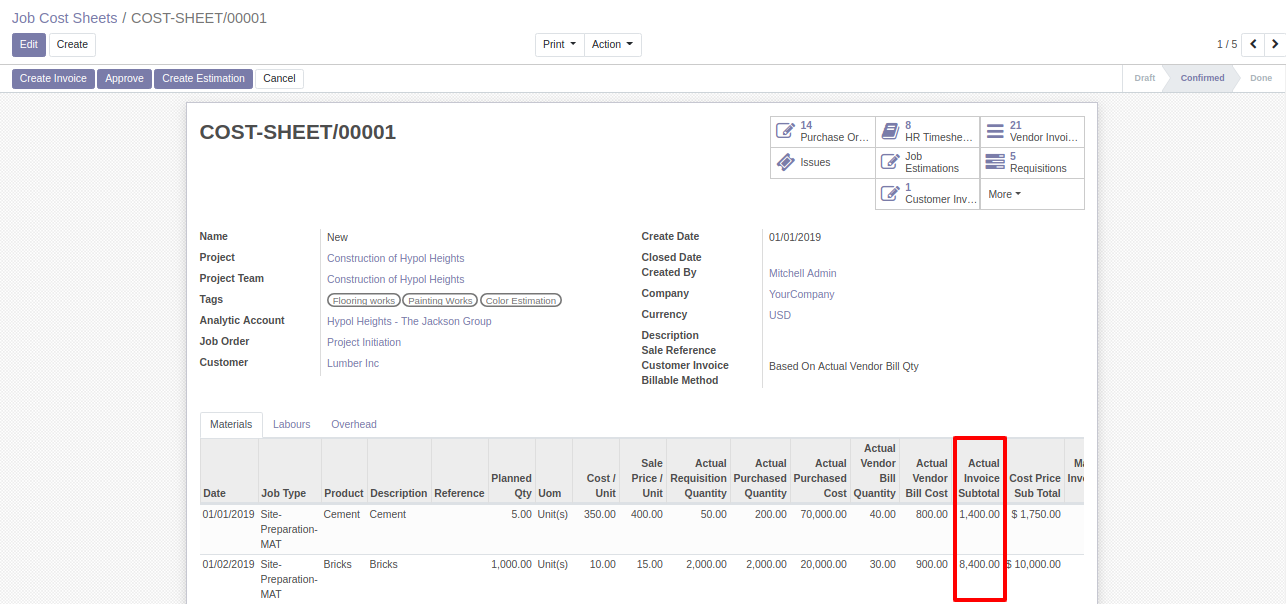 Job Cost Sheets / COST-SHEET/00001
Edit Create Print Action 1 / 5
Create Invoice Approve Create Estimation Cancel Draft Confirmed Done
COST-SHEET/00001
14 Purchase Or...
8 HR Timeshe...
21 Vendor Invoi...
Issues
Job Estimations
5 Requisitions
1 Customer Inv...
More
Name New
Project Construction of Hypol Heights
Project Team Construction of Hypol Heights
Tags Flooring works Painting Works Color Estimation
Analytic Account Hypol Heights - The Jackson Group
Job Order Project Initiation
Customer Lumber Inc
Create Date 01/01/2019
Closed Date
Created By Mitchell Admin
Company YourCompany
Currency USD
Description
Sale Reference
Customer Invoice Based On Actual Vendor Bill Qty
Billable Method
Materials Labours Overhead
Date Job Type Product Description Reference Planned Qty Uom Cost / Unit Sale Price / Unit Actual Requisition Quantity Actual Purchased Quantity Actual Purchased Cost Actual Vendor Bill Quantity Actual Vendor Bill Cost Actual Invoice Subtotal Cost Price Sub Total
01/01/2019 Site-Preparation-MAT Cement Cement 5.00 Unit(s) 350.00 400.00 50.00 200.00 70,000.00 40.00 800.00 1,400.00 $ 1,750.00
01/02/2019 Site-Preparation-MAT Bricks Bricks 1,000.00 Unit(s) 10.00 15.00 2,000.00 2,000.00 20,000.00 30.00 900.00 8,400.00 $ 10,000.00